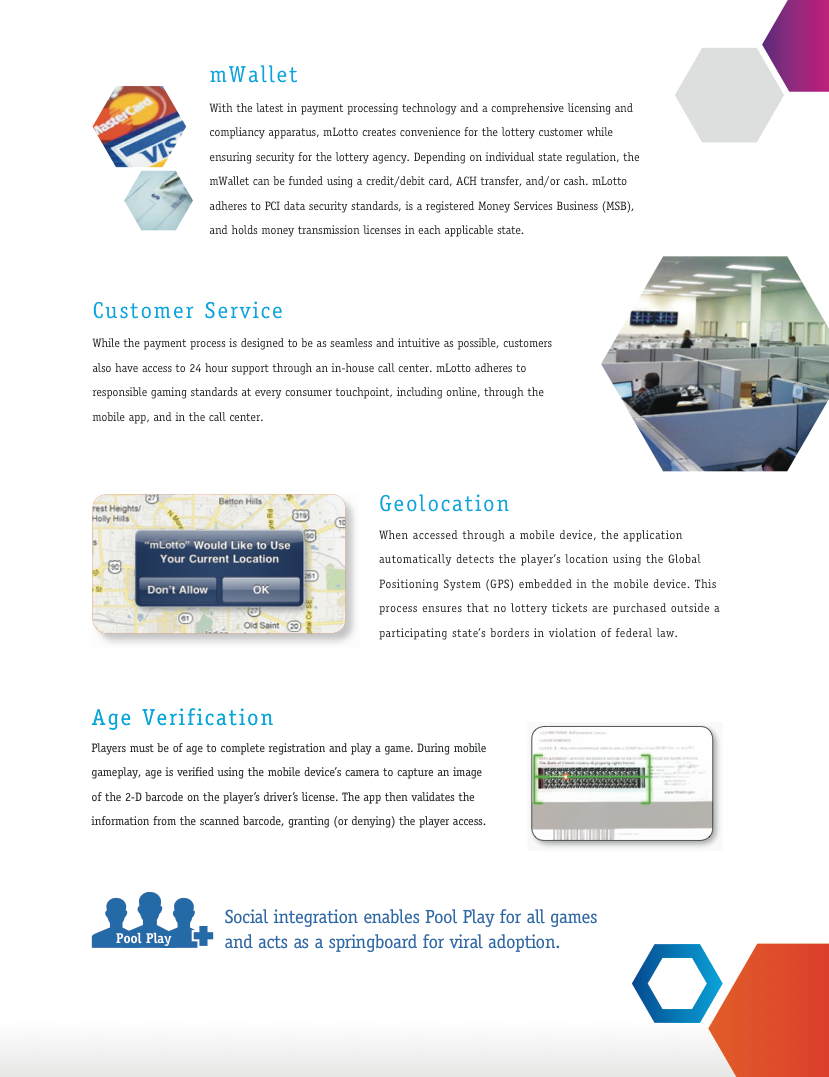 mWallet
With the latest in payment processing technology and a comprehensive licensing and
compliancy apparatus, mLotto creates convenience for the lottery customer while
ensuring security for the lottery agency. Depending on individual state regulation, the
mWallet can be funded using a credit/debit card, ACH transfer, and/or cash. mLotto
adheres to PCI data security standards, is a registered Money Services Business (MSB),
and holds money transmission licenses in each applicable state.
MasterCard
VIS
Customer Service
While the payment process is designed to be as seamless and intuitive as possible, customers
also have access to 24 hour support through an in-house call center. mLotto adheres to
responsible gaming standards at every consumer touchpoint, including online, through the
mobile app, and in the call center.
27
Betton Hills
rest Heights/
Holly Hills
319
10
90
“mLotto” Would Like to Use
Your Current Location
90
261
Don’t Allow
OK
61
27
Old Saint
20
Geolocation
When accessed through a mobile device, the application
automatically detects the player’s location using the Global
Positioning System (GPS) embedded in the mobile device. This
process ensures that no lottery tickets are purchased outside a
participating state’s borders in violation of federal law.
Age Verification
Players must be of age to complete registration and play a game. During mobile
gameplay, age is verified using the mobile device’s camera to capture an image
of the 2-D barcode on the player’s driver’s license. The app then validates the
information from the scanned barcode, granting (or denying) the player access.
Pool Play
Social integration enables Pool Play for all games
and acts as a springboard for viral adoption.